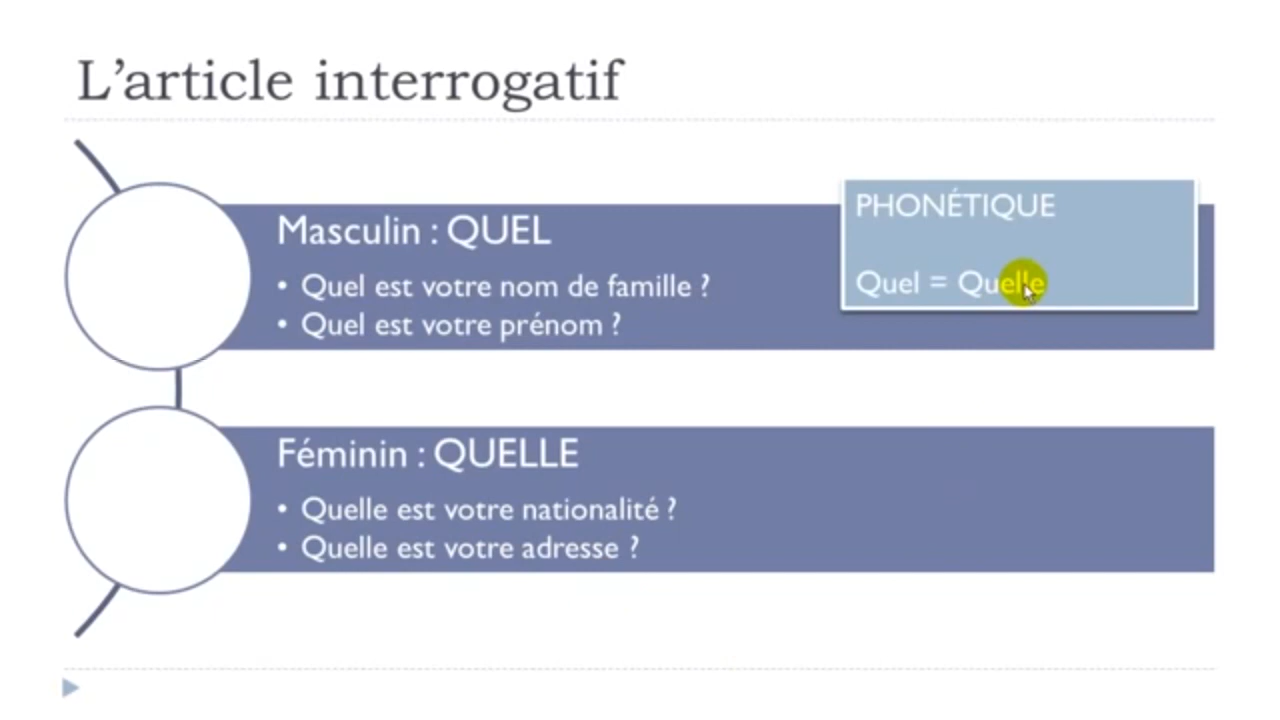 L’article interrogatif
Masculin : QUEL
• Quel est votre nom de famille ?
• Quel est votre prénom ?
PHONÉTIQUE
Quel = Quelle
Féminin : QUELLE
• Quelle est votre nationalité ?
• Quelle est votre adresse ?